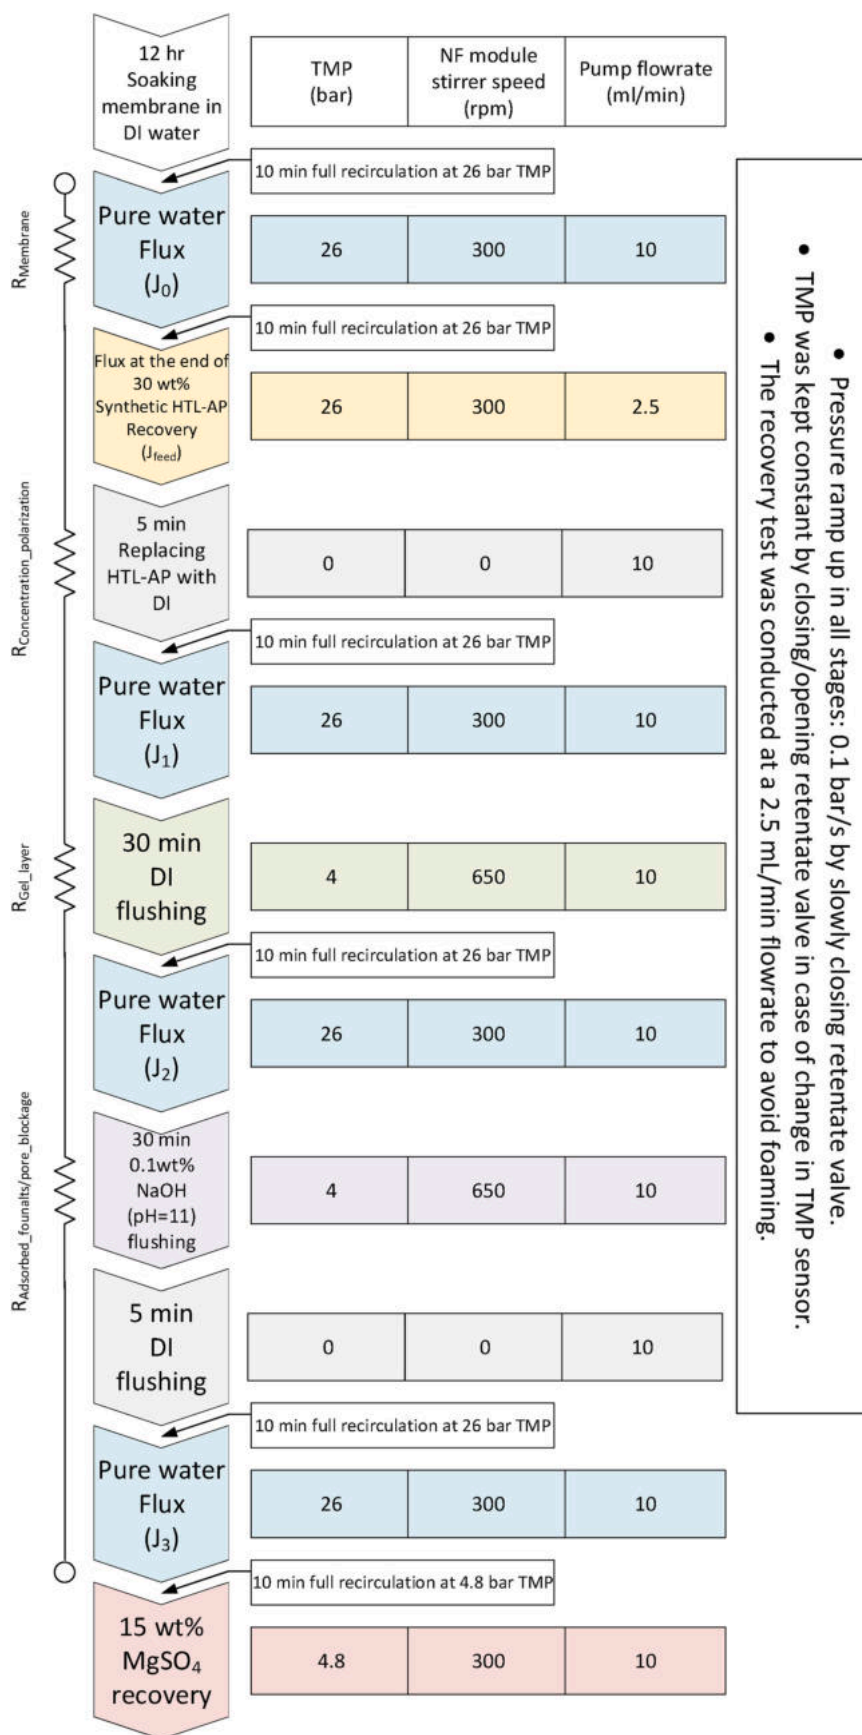 12 hr
Soaking
membrane in
DI water
TMP
(bar)
NF module
stirrer speed
(rpm)
Pump flowrate
(ml/min)
10 min full recirculation at 26 bar TMP
R_Membrane
Pure water
Flux
(J₀)
26
300
10
10 min full recirculation at 26 bar TMP
Flux at the end of
30 wt%
Synthetic HTL-AP
Recovery
(J_feed)
26
300
2.5
R_Concentration_polarization
5 min
Replacing
HTL-AP with
DI
0
0
10
10 min full recirculation at 26 bar TMP
Pure water
Flux
(J₁)
26
300
10
R_Gel_layer
30 min
DI
flushing
4
650
10
10 min full recirculation at 26 bar TMP
Pure water
Flux
(J₂)
26
300
10
R_Adsorbed_founalts/pore_blockage
30 min
0.1wt%
NaOH
(pH=11)
flushing
4
650
10
5 min
DI
flushing
0
0
10
10 min full recirculation at 26 bar TMP
Pure water
Flux
(J₃)
26
300
10
10 min full recirculation at 4.8 bar TMP
15 wt%
MgSO₄
recovery
4.8
300
10
• Pressure ramp up in all stages: 0.1 bar/s by slowly closing retentate valve.
• TMP was kept constant by closing/opening retentate valve in case of change in TMP sensor.
• The recovery test was conducted at a 2.5 mL/min flowrate to avoid foaming.